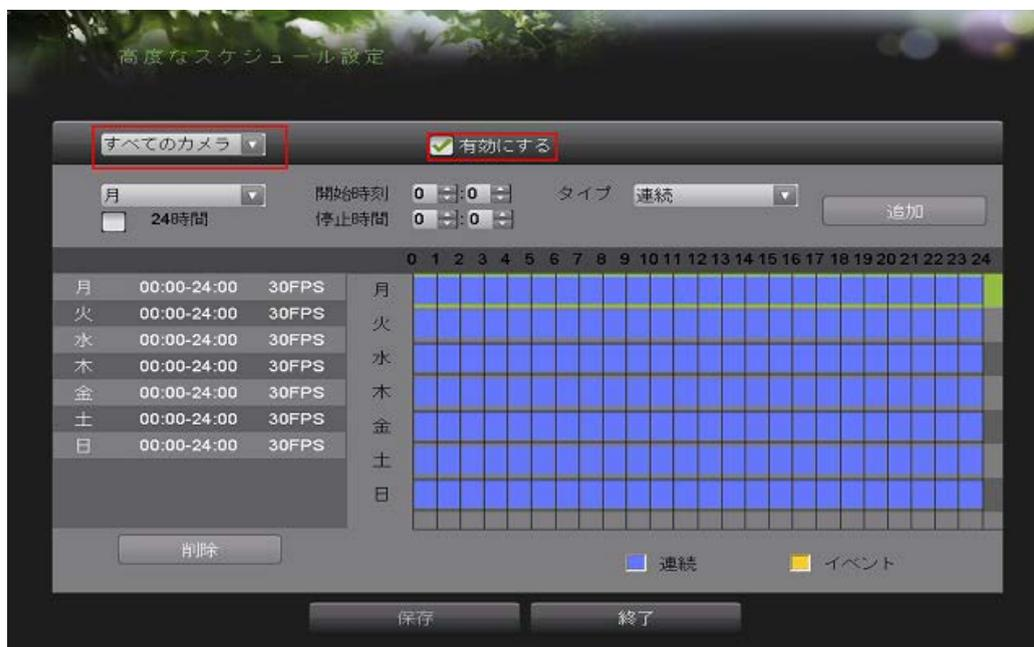 高度なスケジュール設定
すべてのカメラ 有効にする
月 開始時刻 0 : 0 タイプ 連続 追加
24時間 停止時間 0 : 0
0 1 2 3 4 5 6 7 8 9 10 11 12 13 14 15 16 17 18 19 20 21 22 23 24
月 00:00-24:00 30FPS 月
火 00:00-24:00 30FPS 火
水 00:00-24:00 30FPS 水
木 00:00-24:00 30FPS 木
金 00:00-24:00 30FPS 金
土 00:00-24:00 30FPS 土
日 00:00-24:00 30FPS 日
削除 連続 イベント
保存 終了